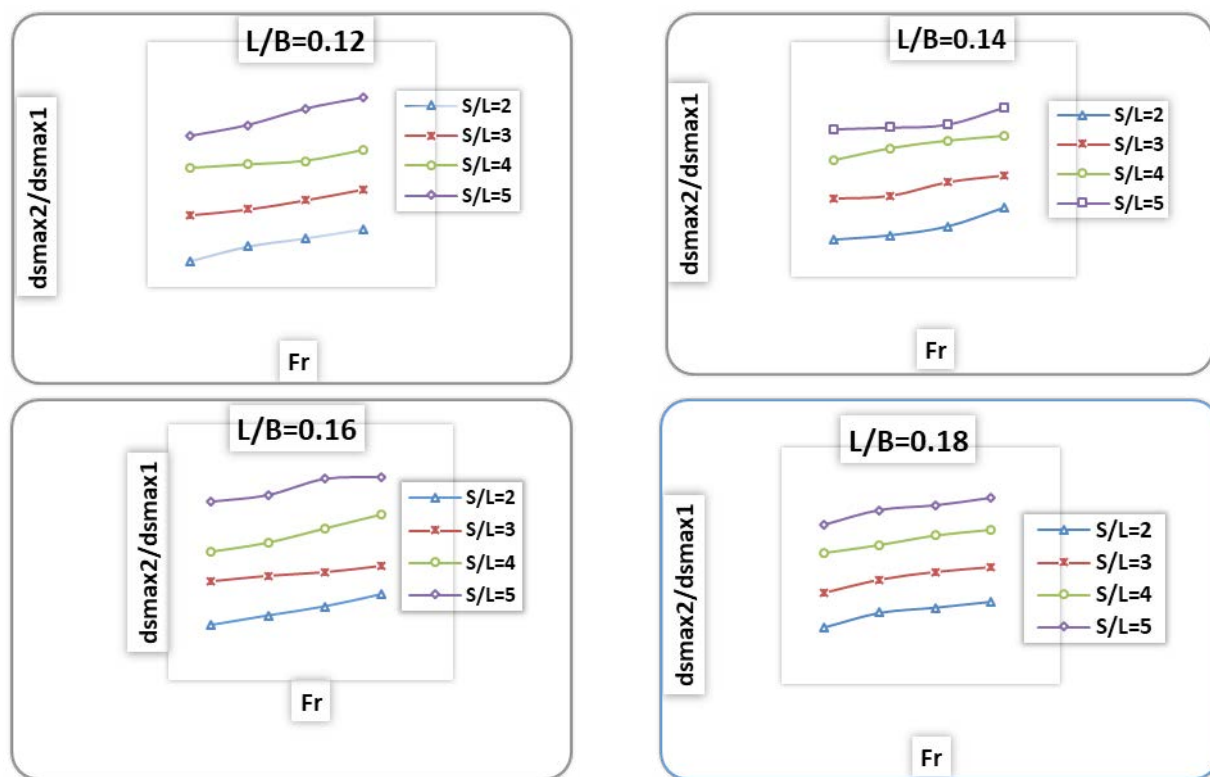 L/B=0.12
dsmax2/dsmax1
S/L=2
S/L=3
S/L=4
S/L=5
Fr
L/B=0.14
dsmax2/dsmax1
S/L=2
S/L=3
S/L=4
S/L=5
Fr
L/B=0.16
dsmax2/dsmax1
S/L=2
S/L=3
S/L=4
S/L=5
Fr
L/B=0.18
dsmax2/dsmax1
S/L=2
S/L=3
S/L=4
S/L=5
Fr